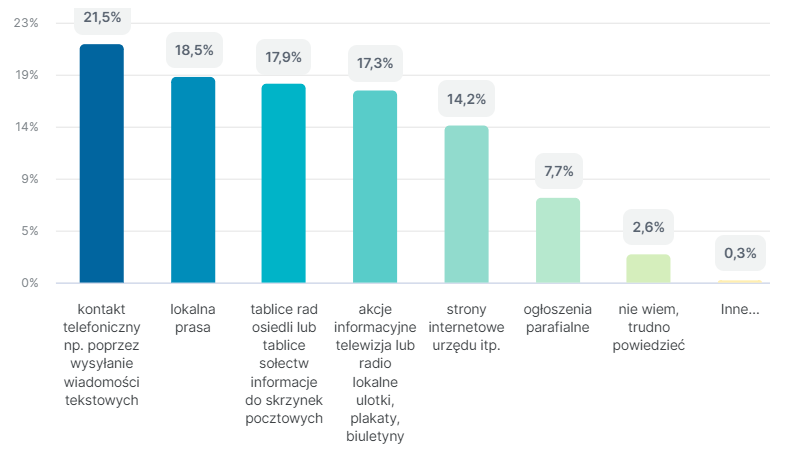 23%
19%
14%
9%
5%
0%
21,5%
18,5%
17,9%
17,3%
14,2%
7,7%
2,6%
0,3%
kontakt
telefoniczny
np. poprzez
wysyłanie
wiadomości
tekstowych
lokalna
prasa
tablice rad
osiedli lub
tablice
sołectw
informacje
do skrzynek
pocztowych
akcje
informacyjne
telewizja lub
radio
lokalne
ulotki,
plakaty,
biuletyny
strony
internetowe
urzędu itp.
ogłoszenia
parafialne
nie wiem,
trudno
powiedzieć
Inne...